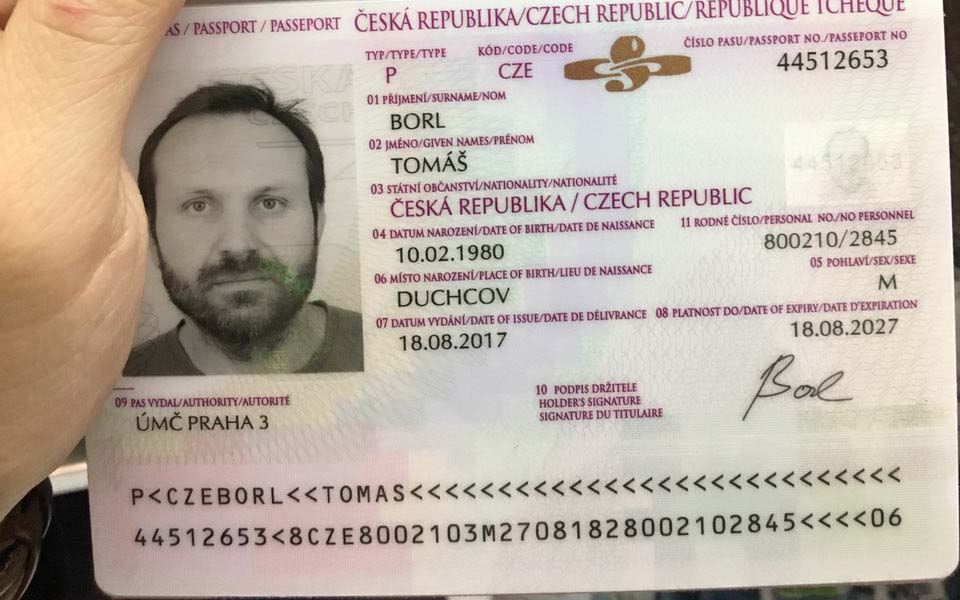 AS / PASSPORT / PASSEPORT ČESKÁ REPUBLIKA/CZECH REPUBLIC/RÉPUBLIQUE TCHÈQUE
TYP/TYPE/TYPE KÓD/CODE/CODE ČÍSLO PASU/PASSPORT NO./PASSEPORT NO
P CZE 44512653
01 PŘÍJMENÍ/SURNAME/NOM
BORL
02 JMÉNO/GIVEN NAMES/PRÉNOM
TOMÁŠ
03 STÁTNÍ OBČANSTVÍ/NATIONALITY/NATIONALITÉ
ČESKÁ REPUBLIKA / CZECH REPUBLIC
04 DATUM NAROZENÍ/DATE OF BIRTH/DATE DE NAISSANCE 11 RODNÉ ČÍSLO/PERSONAL NO./NO PERSONNEL
10.02.1980 800210/2845
06 MÍSTO NAROZENÍ/PLACE OF BIRTH/LIEU DE NAISSANCE 05 POHLAVÍ/SEX/SEXE
DUCHCOV M
07 DATUM VYDÁNÍ/DATE OF ISSUE/DATE DE DÉLIVRANCE 08 PLATNOST DO/DATE OF EXPIRY/DATE D'EXPIRATION
18.08.2017 18.08.2027
09 PAS VYDAL/AUTHORITY/AUTORITÉ
ÚMČ PRAHA 3
10 PODPIS DRŽITELE
HOLDER'S SIGNATURE
SIGNATURE DU TITULAIRE
Borl
P<CZEBORL<<TOMAS<<<<<<<<<<<<<<<<<<<<<<<<<<<<
44512653<8CZE8002103M27081828002102845<<<<06